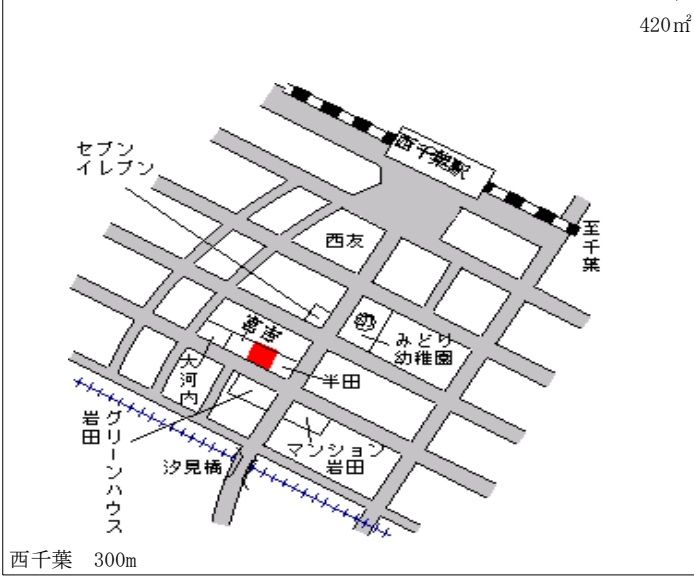 420㎡
西千葉駅
セブン
イレブン
至千葉
西友
宮吉
みどり
幼稚園
大河内
半田
グリーンハウス
岩田
マンション
岩田
汐見橋
西千葉　300m